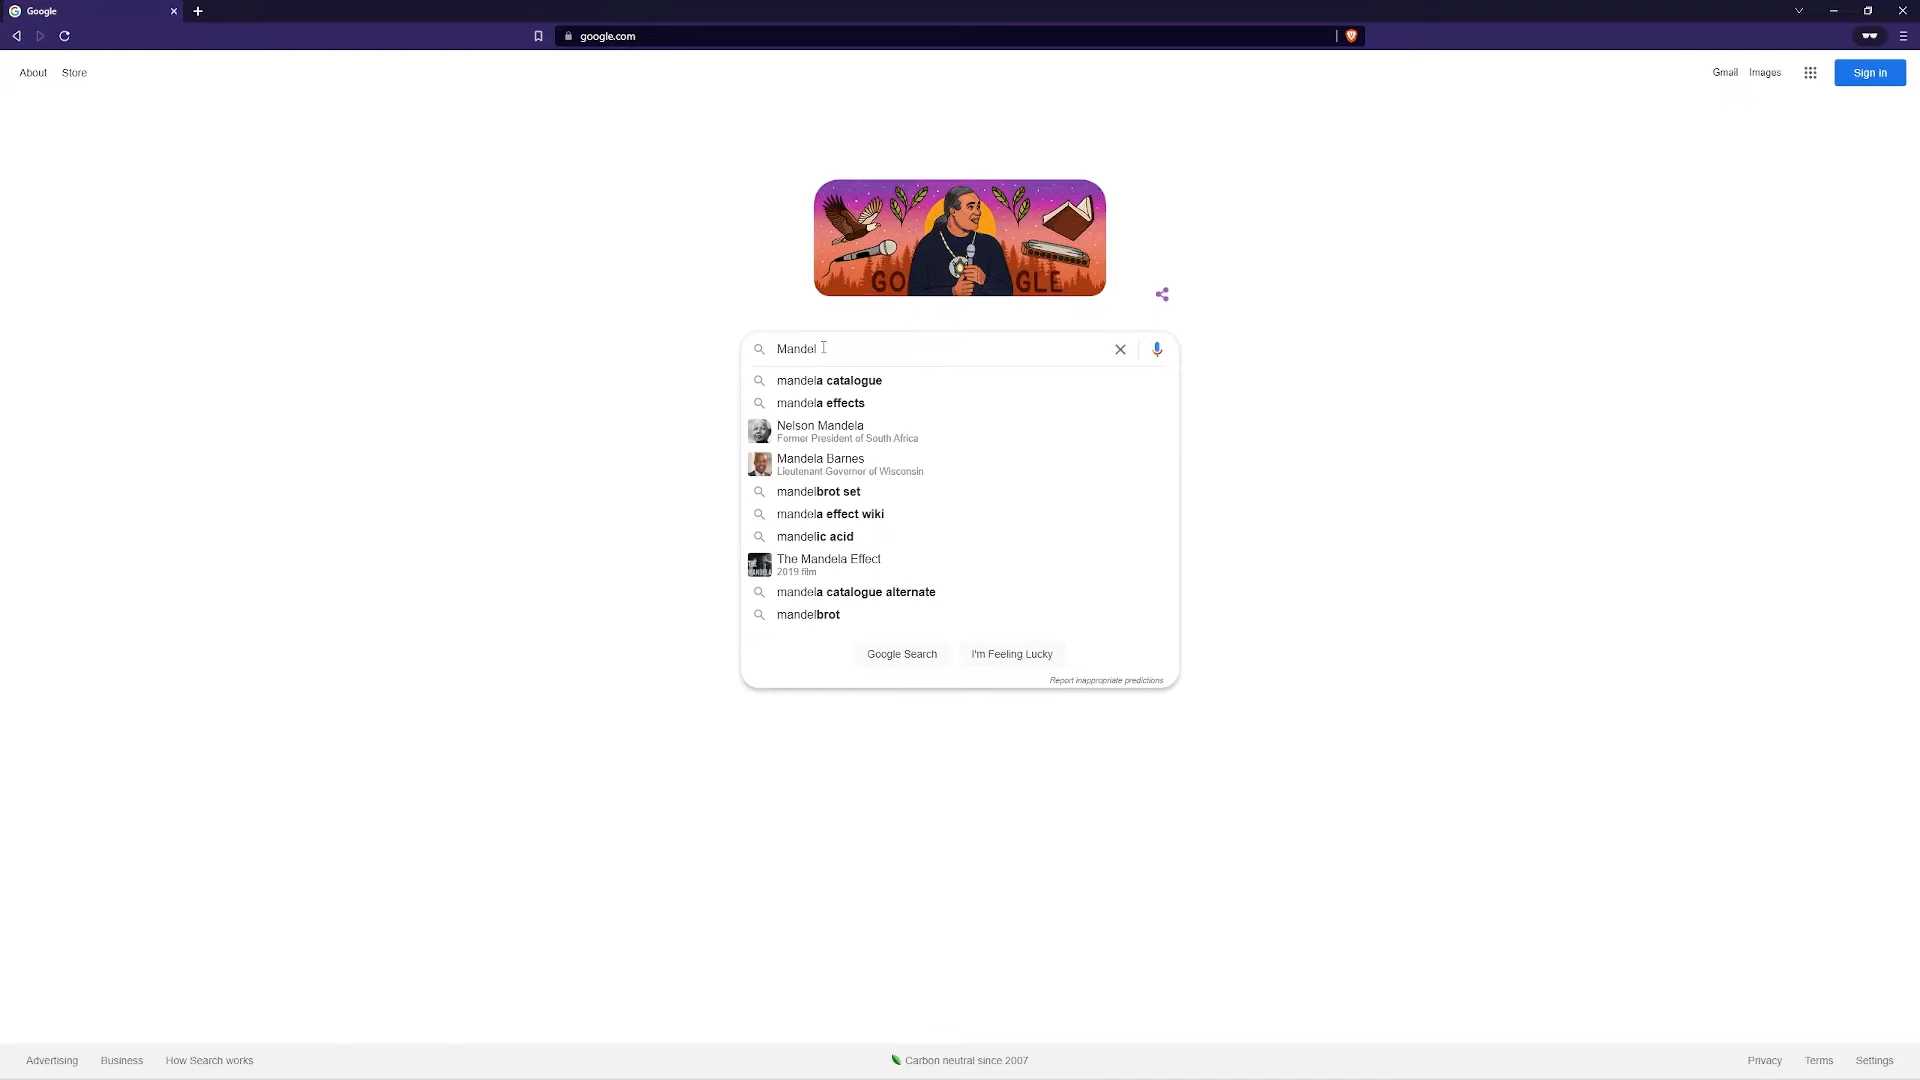 Google
google.com
About
Store
Gmail
Images
Sign in
GO GLE
Mandel
mandela catalogue
mandela effects
Nelson Mandela
Former President of South Africa
Mandela Barnes
Lieutenant Governor of Wisconsin
mandelbrot set
mandela effect wiki
mandelic acid
THE MANDELA
The Mandela Effect
2019 film
mandela catalogue alternate
mandelbrot
Google Search
I'm Feeling Lucky
Report inappropriate predictions
Advertising
Business
How Search works
Carbon neutral since 2007
Privacy
Terms
Settings